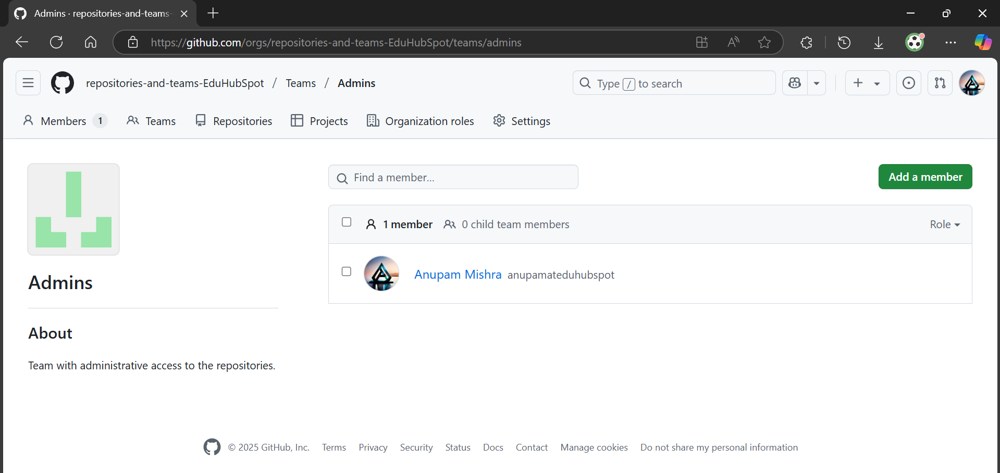 Admins · repositories-and-teams-
https://github.com/orgs/repositories-and-teams-EduHubSpot/teams/admins
repositories-and-teams-EduHubSpot / Teams / Admins
Type / to search
Members 1 Teams Repositories Projects Organization roles Settings
Find a member...
Add a member
1 member 0 child team members Role
Anupam Mishra anupamateduhubspot
Admins
About
Team with administrative access to the repositories.
© 2025 GitHub, Inc. Terms Privacy Security Status Docs Contact Manage cookies Do not share my personal information